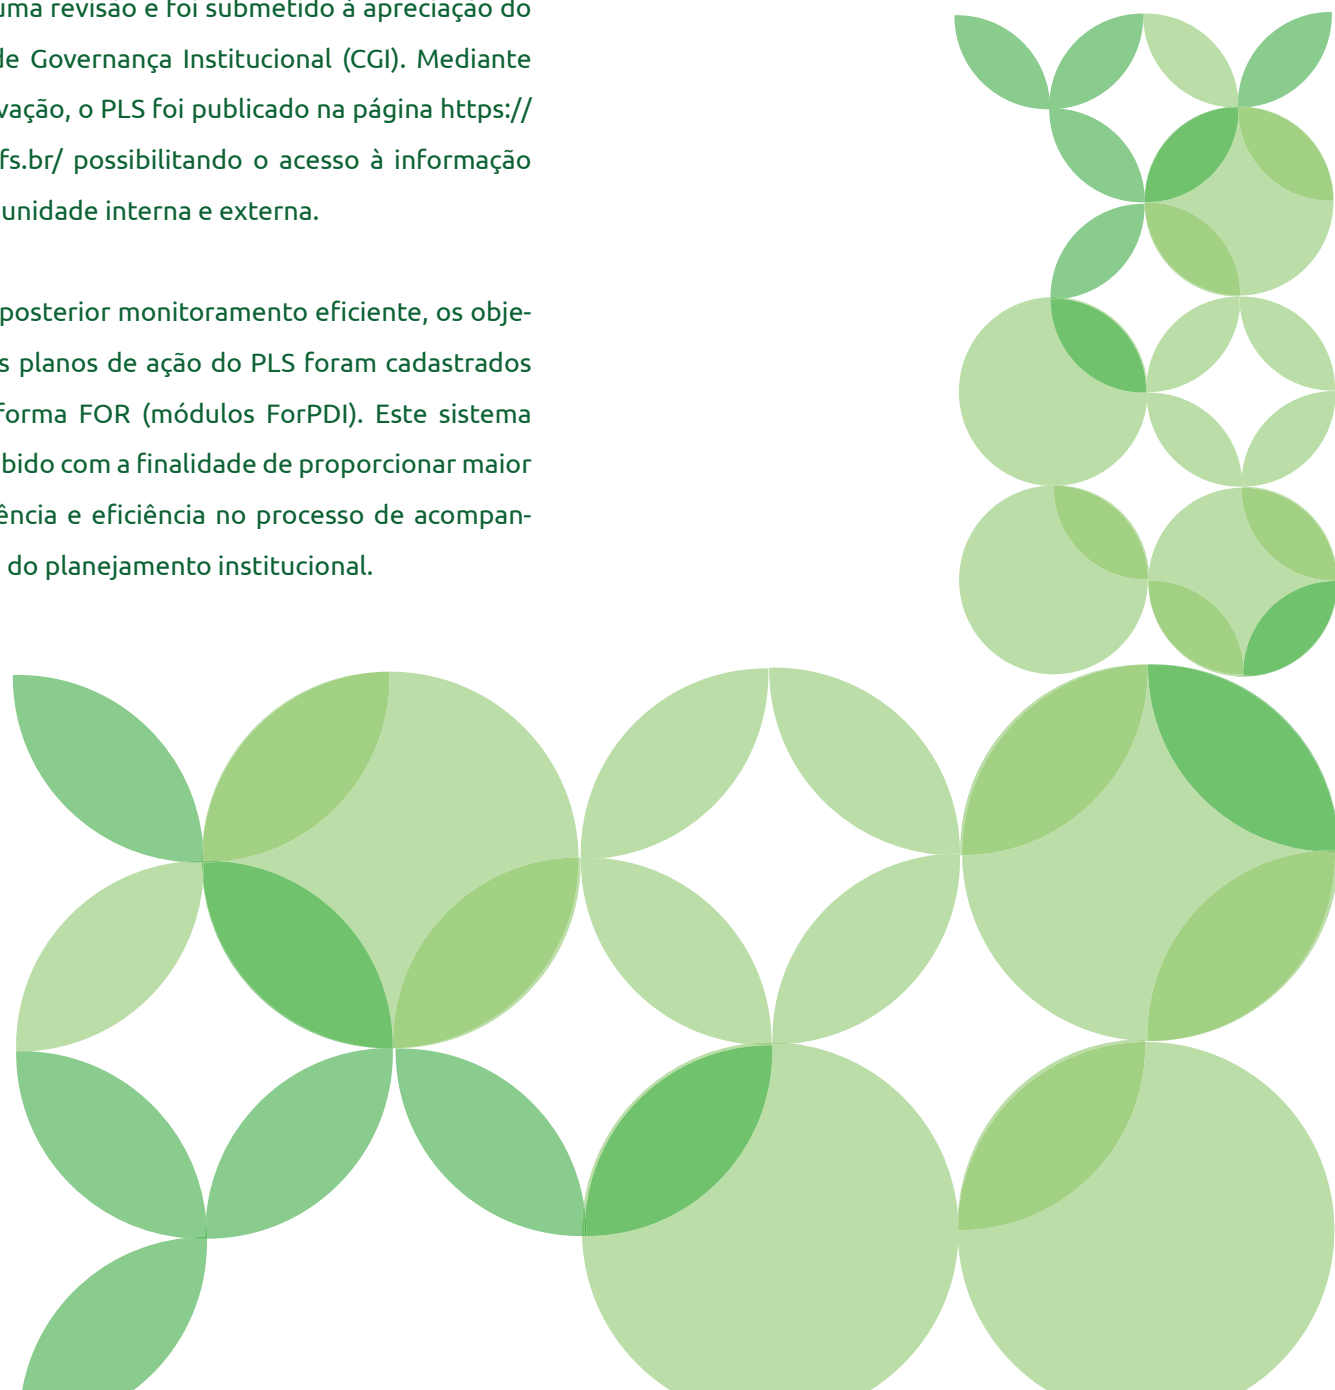 uma revisão e foi submetido à apreciação do
de Governança Institucional (CGI). Mediante
vação, o PLS foi publicado na página https://
fs.br/ possibilitando o acesso à informação
unidade interna e externa.
posterior monitoramento eficiente, os obje-
s planos de ação do PLS foram cadastrados
forma FOR (módulos ForPDI). Este sistema
bido com a finalidade de proporcionar maior
ência e eficiência no processo de acompan-
do planejamento institucional.